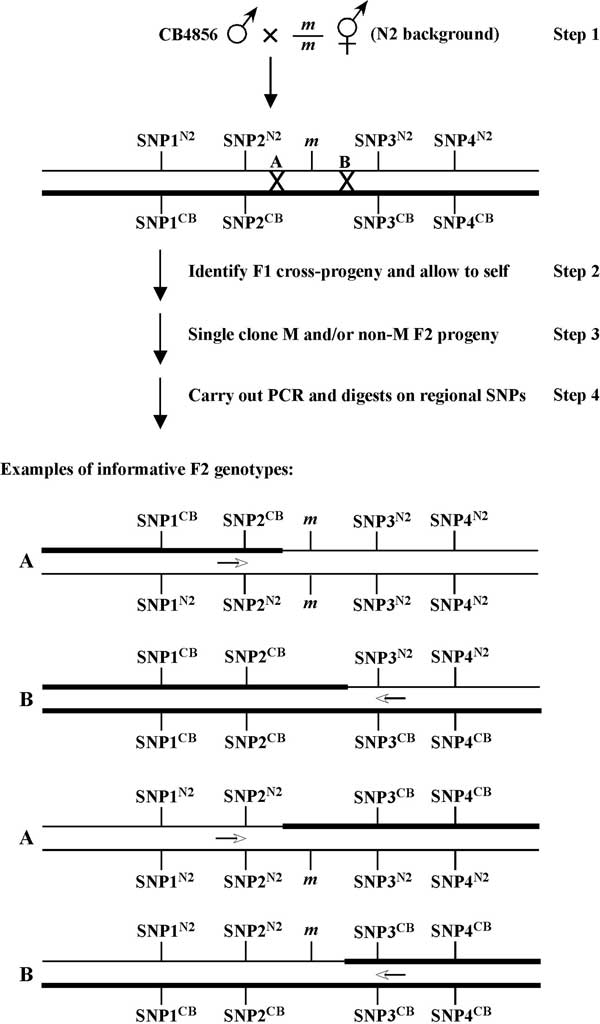 CB4856 × m/m (N2 background) Step 1
SNP1^N2 SNP2^N2 m SNP3^N2 SNP4^N2
A B
SNP1^CB SNP2^CB SNP3^CB SNP4^CB
Identify F1 cross-progeny and allow to self Step 2
Single clone M and/or non-M F2 progeny Step 3
Carry out PCR and digests on regional SNPs Step 4
Examples of informative F2 genotypes:
SNP1^CB SNP2^CB m SNP3^N2 SNP4^N2
A
SNP1^N2 SNP2^N2 m SNP3^N2 SNP4^N2
SNP1^CB SNP2^CB SNP3^N2 SNP4^N2
B
SNP1^CB SNP2^CB SNP3^CB SNP4^CB
SNP1^N2 SNP2^N2 SNP3^CB SNP4^CB
A
SNP1^N2 SNP2^N2 m SNP3^N2 SNP4^N2
SNP1^N2 SNP2^N2 m SNP3^CB SNP4^CB
B
SNP1^CB SNP2^CB SNP3^CB SNP4^CB